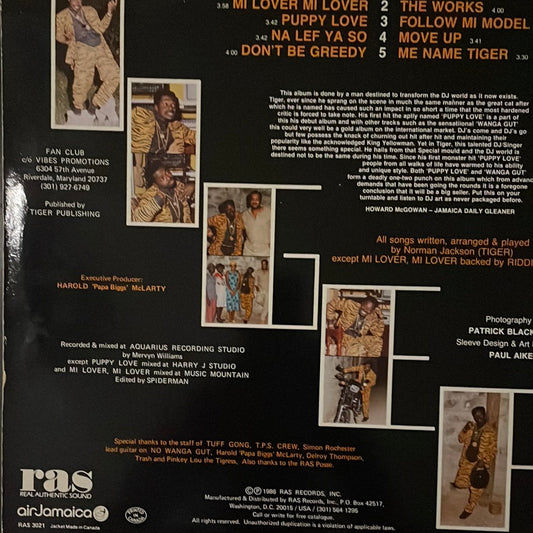 3.58 MI LOVER MI LOVER 2 THE WORKS 4.00
3.42 PUPPY LOVE 3 FOLLOW MI MODEL
3.42 NA LEF YA SO 4 MOVE UP 3.41
4.00 DON'T BE GREEDY 5 ME NAME TIGER 3.30
This album is done by a man destined to transform the DJ world as it now exists.
Tiger, ever since he sprang on the scene in much the same manner as the great cat after
which he is named has caused such an impact in so short a time that the most hardened
critic is forced to take note. His first hit the aptly named 'PUPPY LOVE' is a part of
this his debut album and with other tracks such as the sensational 'WANGA GUT'
this could very well be a gold album on the international market. DJ's come and DJ's go
but few possess the knack of churning out hit after hit and maintaining their
popularity like the acknowledged King Yellowman. Yet in Tiger, this talented DJ Singer
there seems something special. He hails from that Special mould and the DJ world is
destined not to be the same during his time. Since his first monster hit 'PUPPY LOVE'
people from all walks of life have warmed to his ability
and unique style. Both 'PUPPY LOVE' and 'WANGA GUT'
form a deadly one-two punch on this album which from advanc
demands that have been going the rounds it is a foregone
conclusion that it will be a big seller. Put this on your
turntable and listen to DJ art as never packaged before.
HOWARD McGOWAN – JAMAICA DAILY GLEANER
FAN CLUB
c/o VIBES PROMOTIONS
6304 57th Avenue
Riverdale, Maryland 20737
(301) 927-6749
Published by
TIGER PUBLISHING
All songs written, arranged & played
by Norman Jackson (TIGER)
except MI LOVER, MI LOVER backed by RIDDI
Executive Producer:
HAROLD 'Papa Biggs' McLARTY
Photography
PATRICK BLACK
Sleeve Design & Art
PAUL AIKE
Recorded & mixed at AQUARIUS RECORDING STUDIO
by Mervyn Williams
except PUPPY LOVE mixed at HARRY J STUDIO
and MI LOVER, MI LOVER mixed at MUSIC MOUNTAIN
Edited by SPIDERMAN
Special thanks to the staff of TUFF GONG, T.P.S. CREW, Simon Rochester
lead guitar on NO WANGA GUT, Harold 'Papa Biggs' McLarty, Delroy Thompson,
Trash and Pinkey Lou the Tigress, Also thanks to the RAS Posse.
ras
REAL AUTHENTIC SOUND
airJamaica
RAS 3021 Jacket Made in Canada
PRINTED IN CANADA
©℗ 1986 RAS RECORDS, INC.
Manufactured & Distributed by RAS Records, Inc., P.O. Box 42517,
Washington, D.C. 20015 / USA / (301) 564 1295
Call or write for free catalogue.
All rights reserved. Unauthorized duplication is a violation of applicable laws.